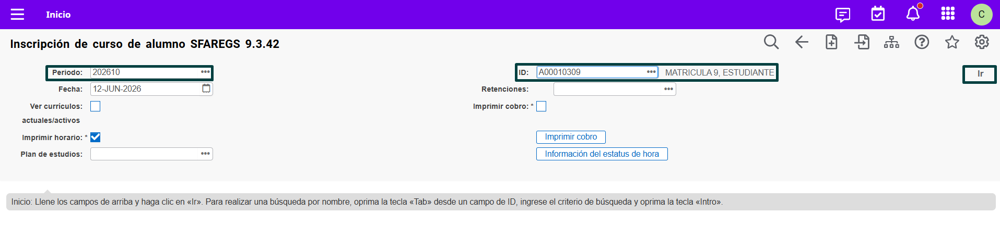 Inicio
C
Inscripción de curso de alumno SFAREGS 9.3.42
Periodo: 202610 ID: A00010309 MATRICULA 9, ESTUDIANTE Ir
Fecha: 12-JUN-2026 Retenciones:
Ver currículos: Imprimir cobro: *
actuales/activos
Imprimir horario: * Imprimir cobro
Plan de estudios: Información del estatus de hora
Inicio: Llene los campos de arriba y haga clic en «Ir». Para realizar una búsqueda por nombre, oprima la tecla «Tab» desde un campo de ID, ingrese el criterio de búsqueda y oprima la tecla «Intro».